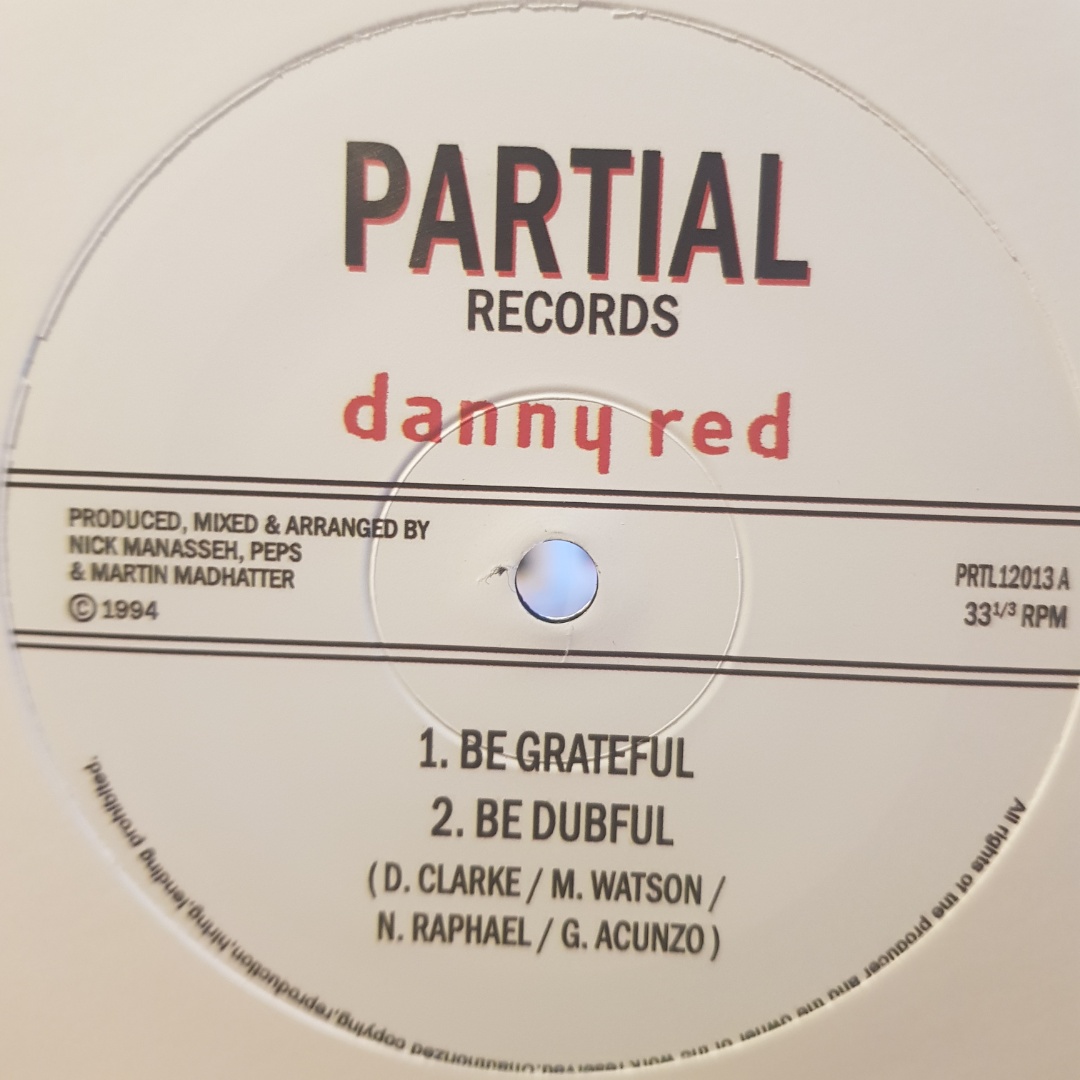 PARTIAL
RECORDS
danny red
PRODUCED, MIXED & ARRANGED BY
NICK MANASSEH, PEPS
& MARTIN MADHATTER
© 1994
PRTL12013 A
33 1/3 RPM
1. BE GRATEFUL
2. BE DUBFUL
( D. CLARKE / M. WATSON /
N. RAPHAEL / G. ACUNZO )
All rights of the producer and the owner of the work reserved.Unauthorized copying,reproduction,hiring,lending prohibited.